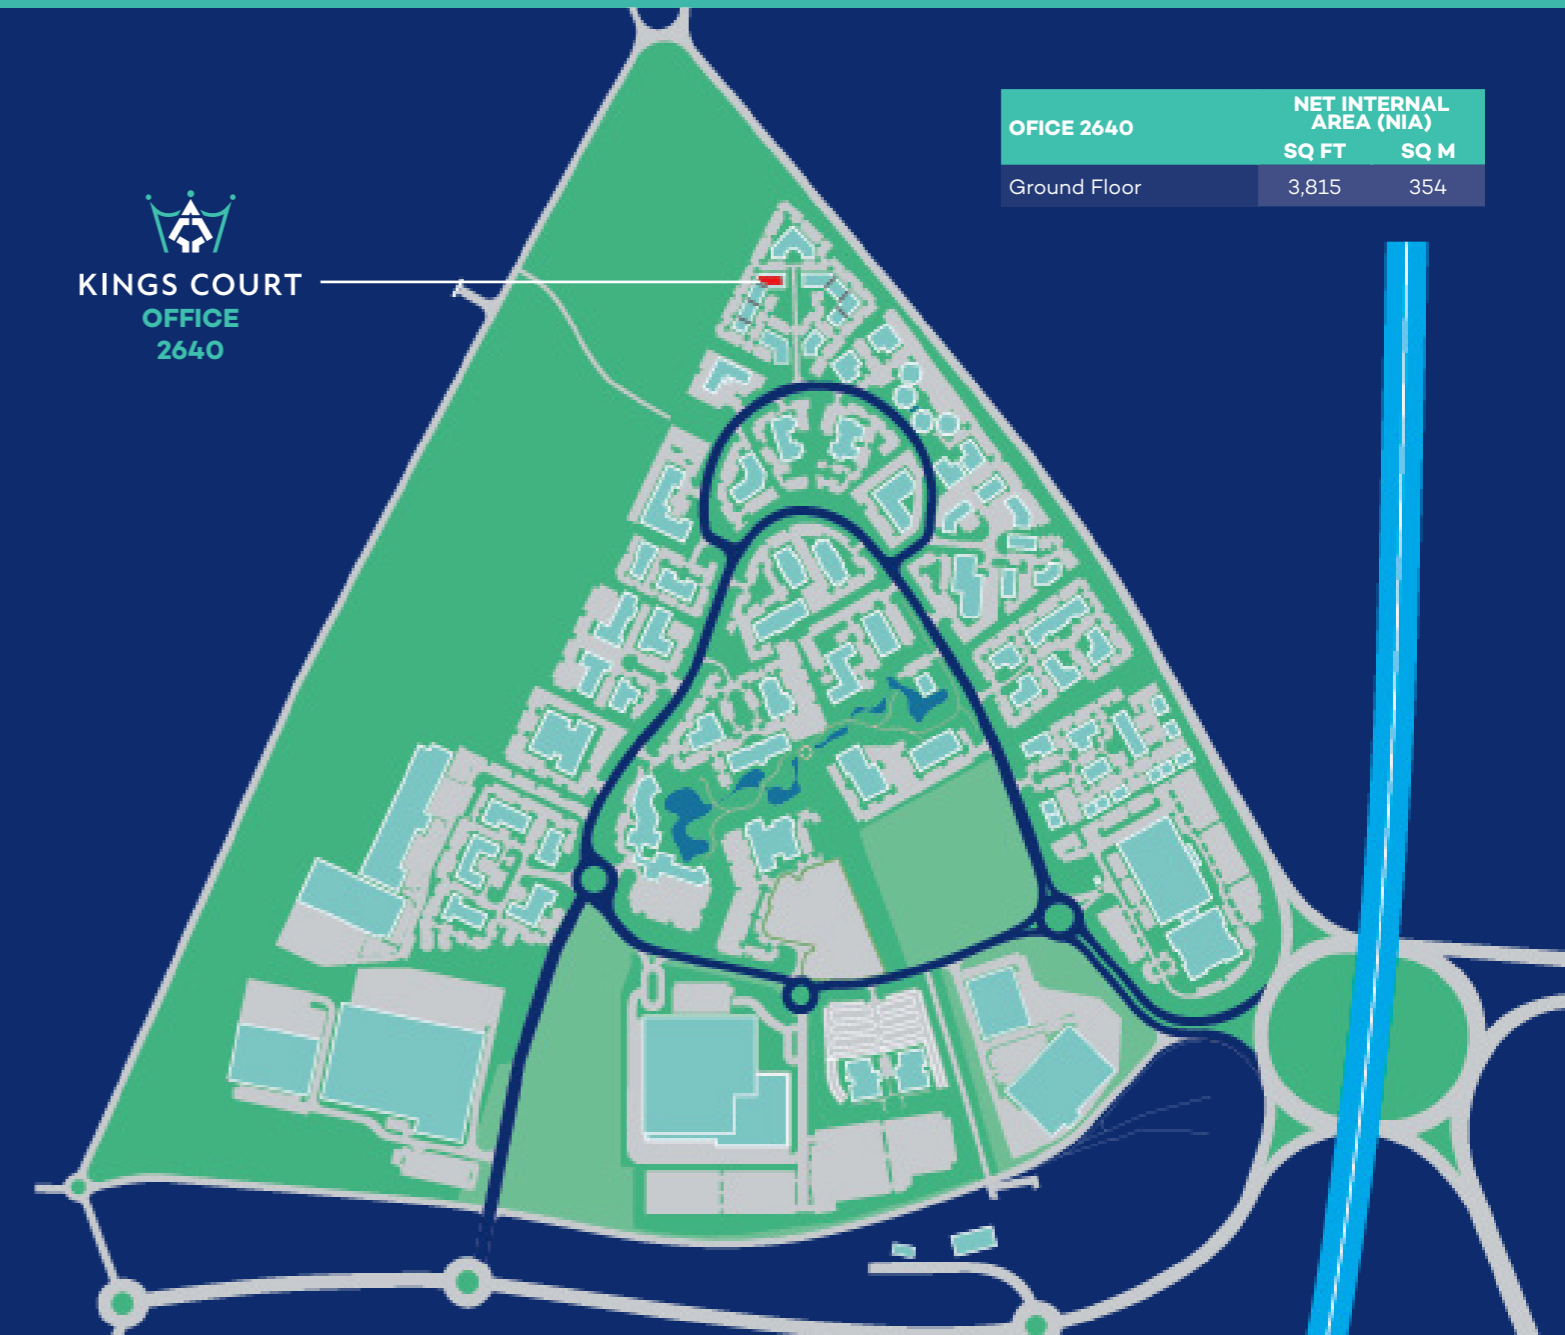 KINGS COURT
OFFICE
2640
OFICE 2640
NET INTERNAL
AREA (NIA)
SQ FT SQ M
Ground Floor 3,815 354